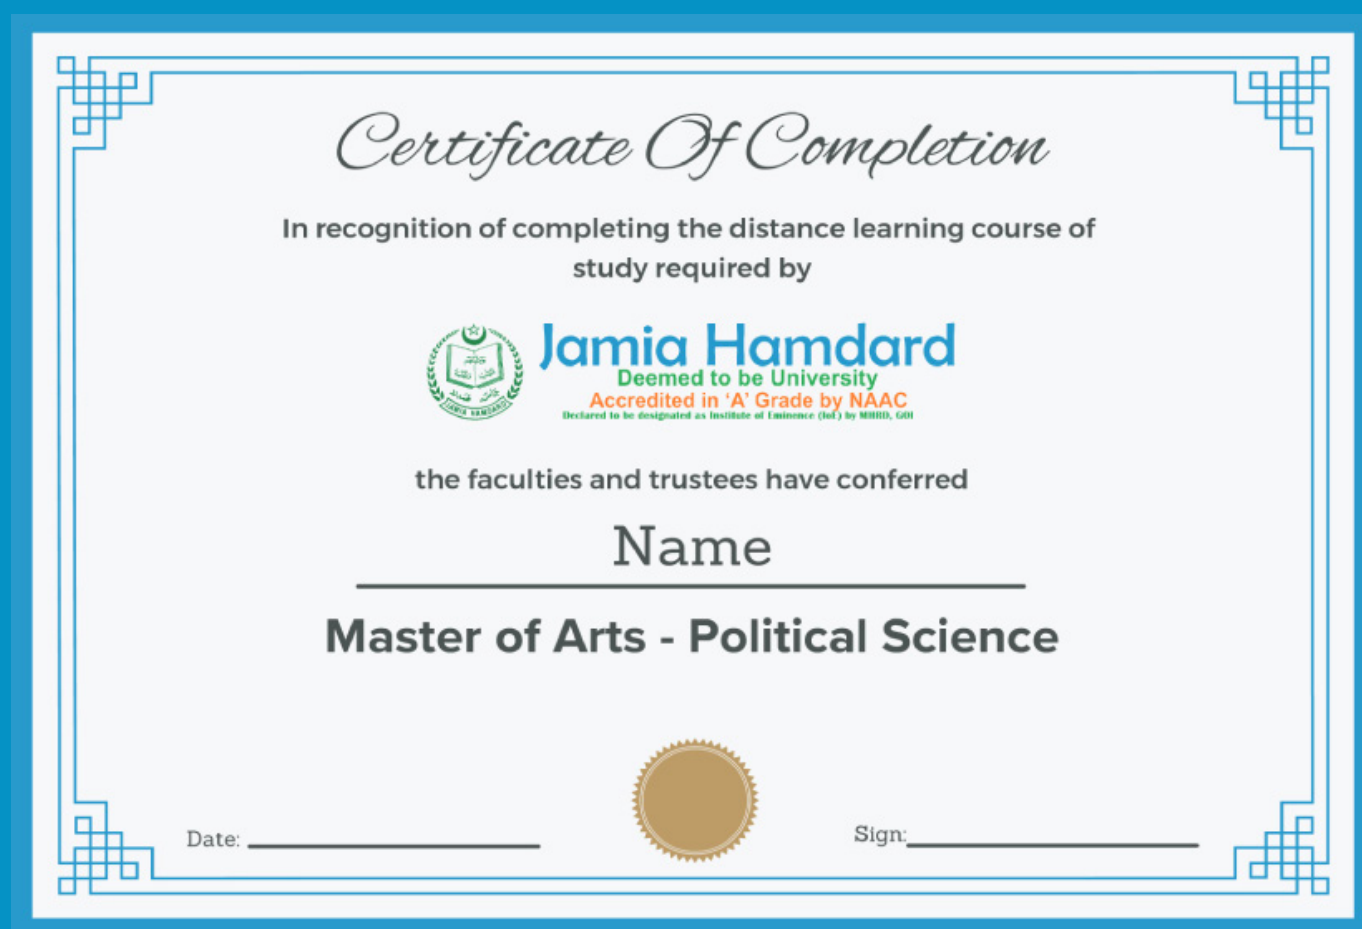 Certificate Of Completion
In recognition of completing the distance learning course of
study required by
Jamia Hamdard
Deemed to be University
Accredited in 'A' Grade by NAAC
Declared to be designated as Institute of Eminence (IoE) by MHRD, GOI
JAMIA HAMDARD
the faculties and trustees have conferred
Name
Master of Arts - Political Science
Date:
Sign: